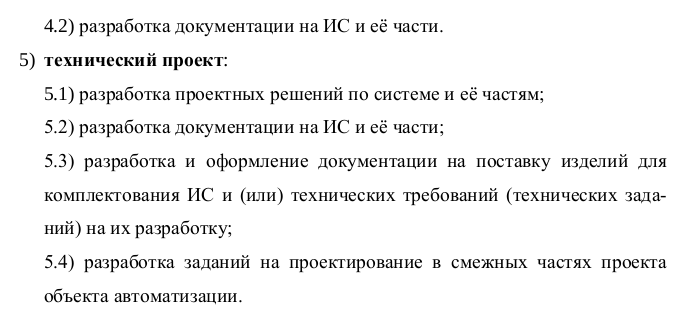 4.2) разработка документации на ИС и её части.
5) технический проект:
5.1) разработка проектных решений по системе и её частям;
5.2) разработка документации на ИС и её части;
5.3) разработка и оформление документации на поставку изделий для
комплектования ИС и (или) технических требований (технических зада-
ний) на их разработку;
5.4) разработка заданий на проектирование в смежных частях проекта
объекта автоматизации.